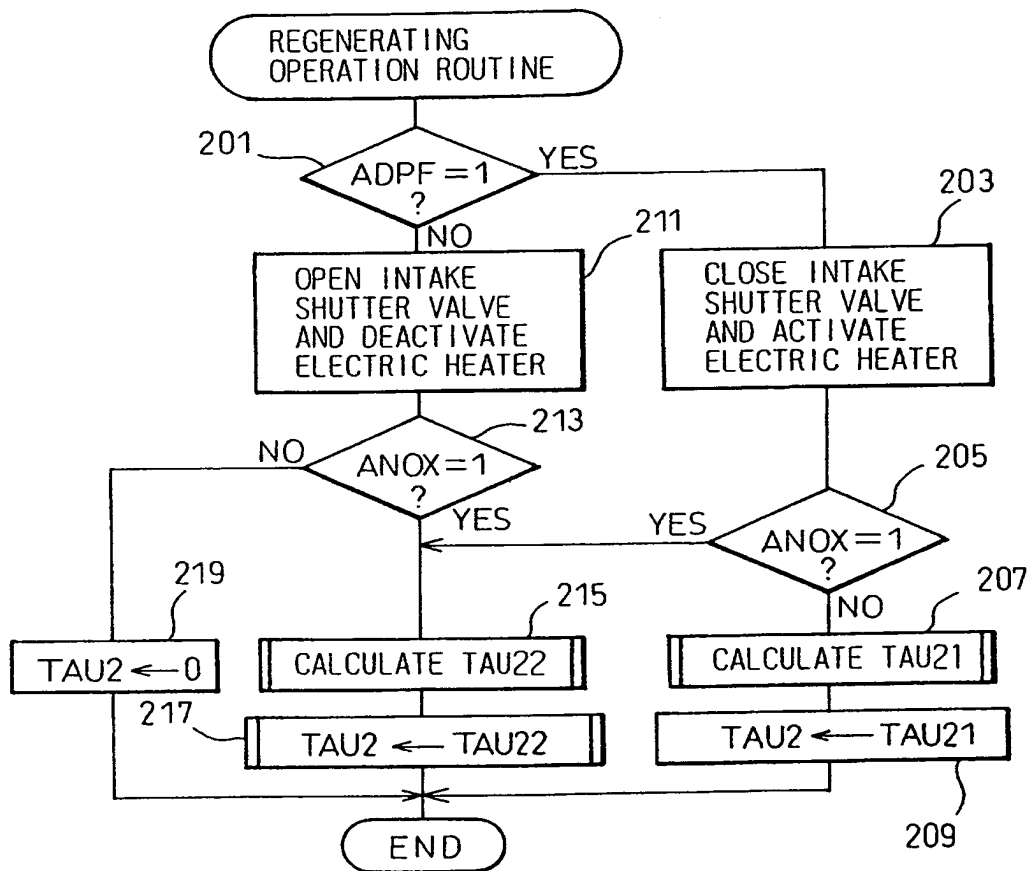 REGENERATING
OPERATION ROUTINE
201
ADPF=1
?
YES
NO
211
OPEN INTAKE
SHUTTER VALVE
AND DEACTIVATE
ELECTRIC HEATER
203
CLOSE INTAKE
SHUTTER VALVE
AND ACTIVATE
ELECTRIC HEATER
213
NO
ANOX=1
?
YES
205
YES
ANOX=1
?
NO
219
TAU2 ← 0
215
CALCULATE TAU22
207
CALCULATE TAU21
217
TAU2 ← TAU22
TAU2 ← TAU21
209
END